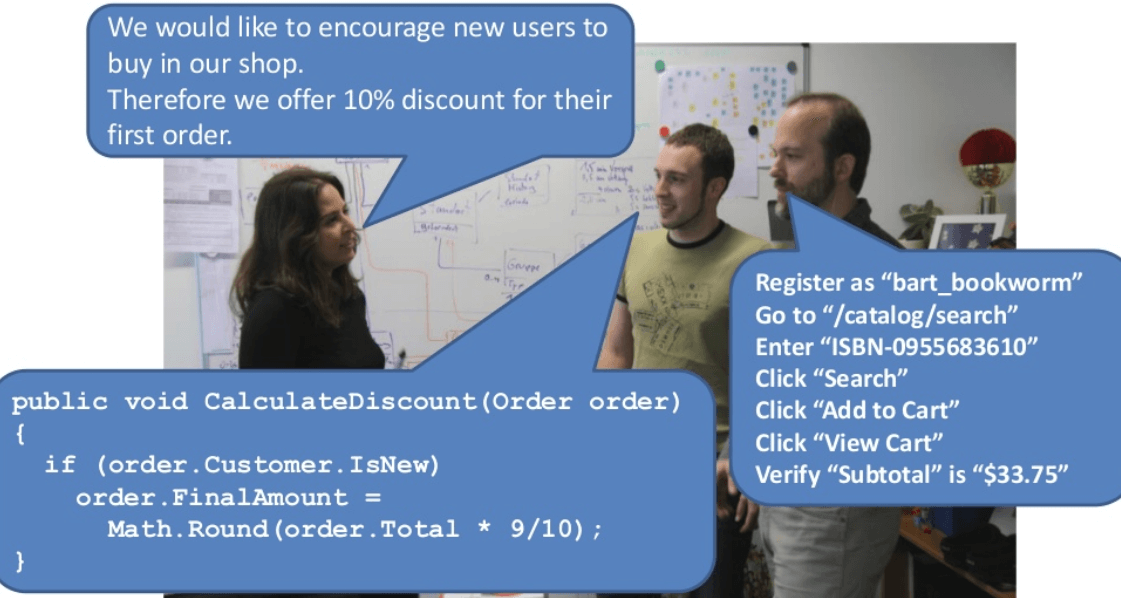 We would like to encourage new users to
buy in our shop.
Therefore we offer 10% discount for their
first order.
Gruppe
Register as “bart_bookworm”
Go to “/catalog/search”
Enter “ISBN-0955683610”
Click “Search”
Click “Add to Cart”
Click “View Cart”
Verify “Subtotal” is “$33.75”
public void CalculateDiscount(Order order)
{
  if (order.Customer.IsNew)
    order.FinalAmount =
      Math.Round(order.Total * 9/10);
}